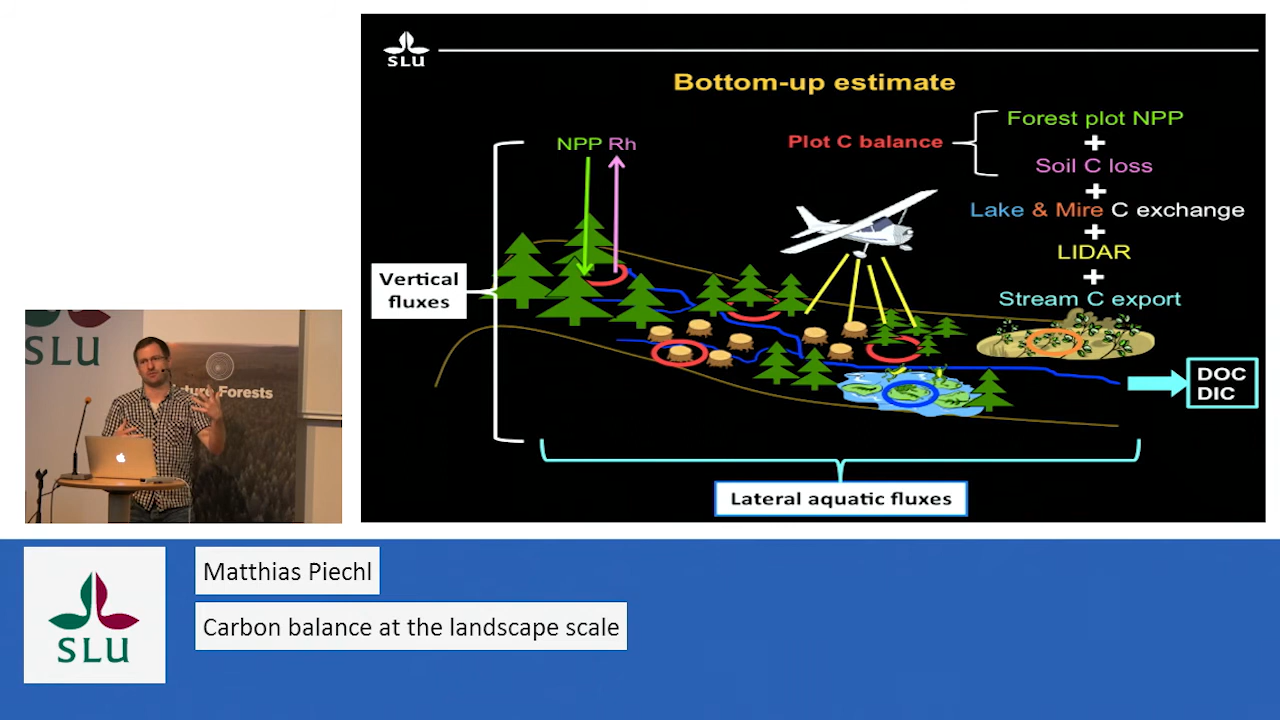 SLU
Bottom-up estimate
NPP Rh
Plot C balance
Forest plot NPP
+
Soil C loss
+
Lake & Mire C exchange
+
LIDAR
+
Stream C export
Vertical
fluxes
DOC
DIC
Lateral aquatic fluxes
SLU
Future Forests
SLU
Matthias Piechl
Carbon balance at the landscape scale